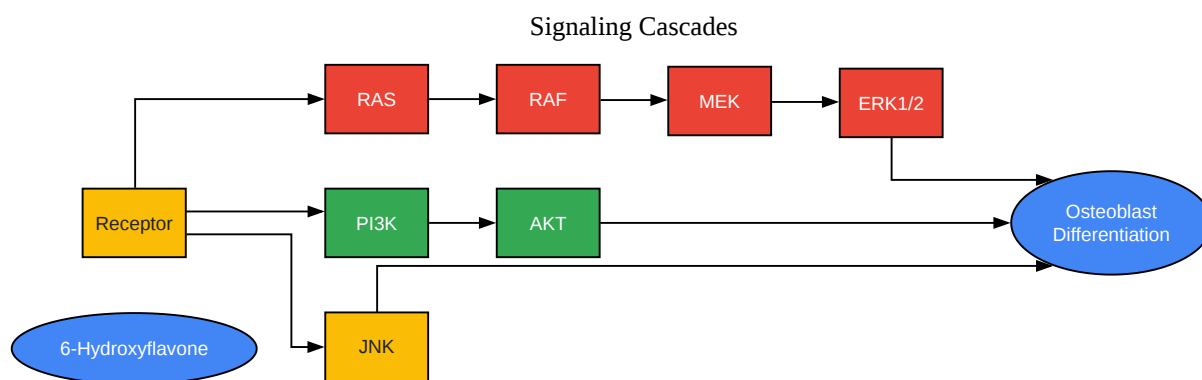 Signaling Cascades
RAS
RAF
MEK
ERK1/2
Receptor
PI3K
AKT
Osteoblast
Differentiation
6-Hydroxyflavone
JNK